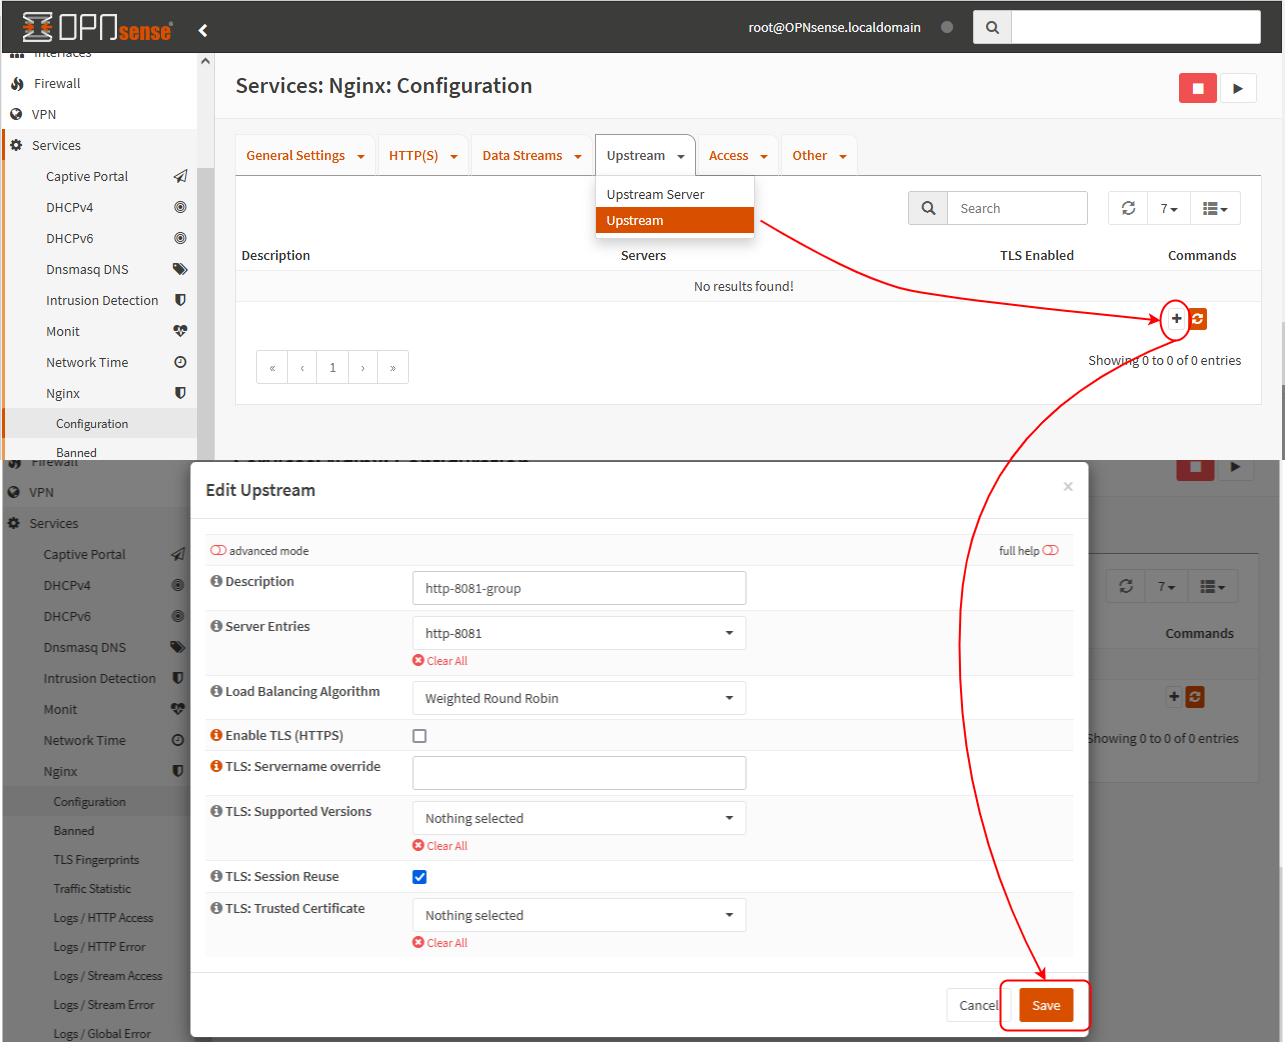 OPNsense®
root@OPNsense.localdomain
Interfaces
Firewall
VPN
Services
Captive Portal
DHCPv4
DHCPv6
Dnsmasq DNS
Intrusion Detection
Monit
Network Time
Nginx
Configuration
Banned
Services: Nginx: Configuration
General Settings
HTTP(S)
Data Streams
Upstream
Access
Other
Upstream Server
Upstream
Search
7
Description
Servers
TLS Enabled
Commands
No results found!
+
« ‹ 1 › »
Showing 0 to 0 of 0 entries
Firewall
VPN
Services
Captive Portal
DHCPv4
DHCPv6
Dnsmasq DNS
Intrusion Detection
Monit
Network Time
Nginx
Configuration
Banned
TLS Fingerprints
Traffic Statistic
Logs / HTTP Access
Logs / HTTP Error
Logs / Stream Access
Logs / Stream Error
Logs / Global Error
Services: Nginx: Configuration
Edit Upstream
×
advanced mode
full help
Description
http-8081-group
Server Entries
http-8081
Clear All
Load Balancing Algorithm
Weighted Round Robin
Enable TLS (HTTPS)
TLS: Servername override
TLS: Supported Versions
Nothing selected
Clear All
TLS: Session Reuse
TLS: Trusted Certificate
Nothing selected
Clear All
Cancel
Save
7
Commands
+
Showing 0 to 0 of 0 entries